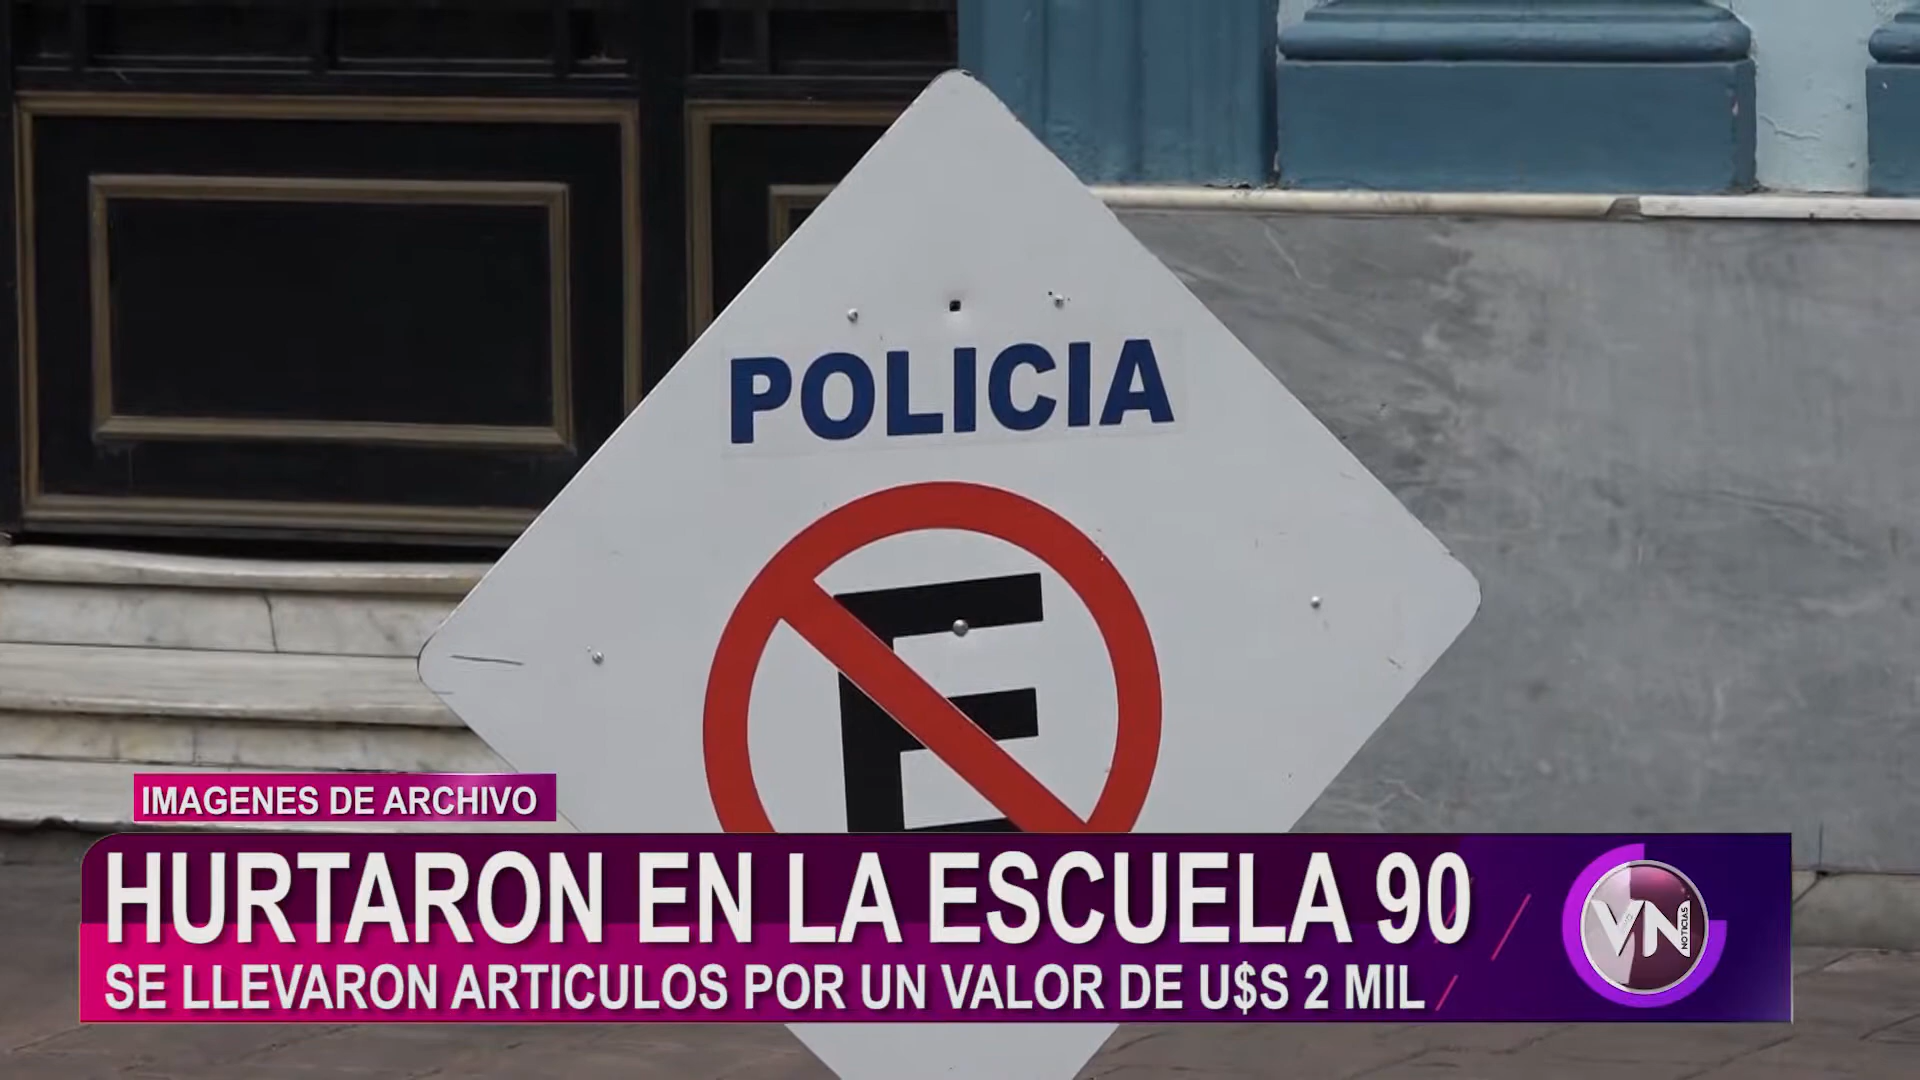 POLICIA
E
IMAGENES DE ARCHIVO
HURTARON EN LA ESCUELA 90
SE LLEVARON ARTICULOS POR UN VALOR DE U$S 2 MIL
VN
NOTICIAS